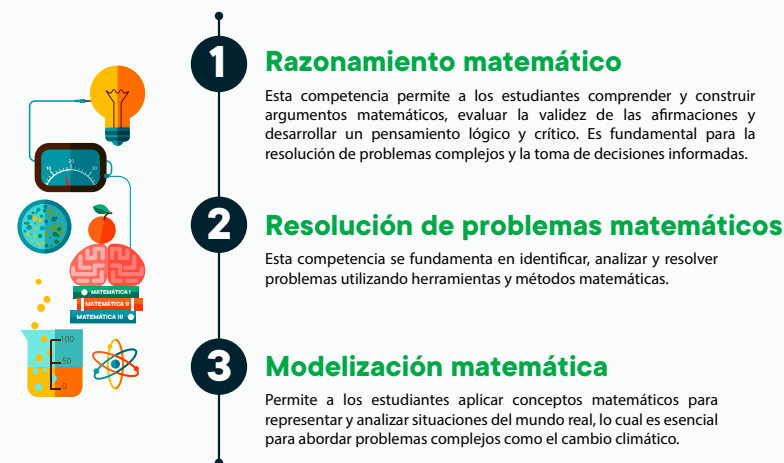 1
Razonamiento matemático
Esta competencia permite a los estudiantes comprender y construir
argumentos matemáticos, evaluar la validez de las afirmaciones y
desarrollar un pensamiento lógico y crítico. Es fundamental para la
resolución de problemas complejos y la toma de decisiones informadas.
10
20
30
2
Resolución de problemas matemáticos
Esta competencia se fundamenta en identificar, analizar y resolver
problemas utilizando herramientas y métodos matemáticas.
MATEMÁTICA I
MATEMÁTICA II
MATEMÁTICA III
100
50
0
3
Modelización matemática
Permite a los estudiantes aplicar conceptos matemáticos para
representar y analizar situaciones del mundo real, lo cual es esencial
para abordar problemas complejos como el cambio climático.